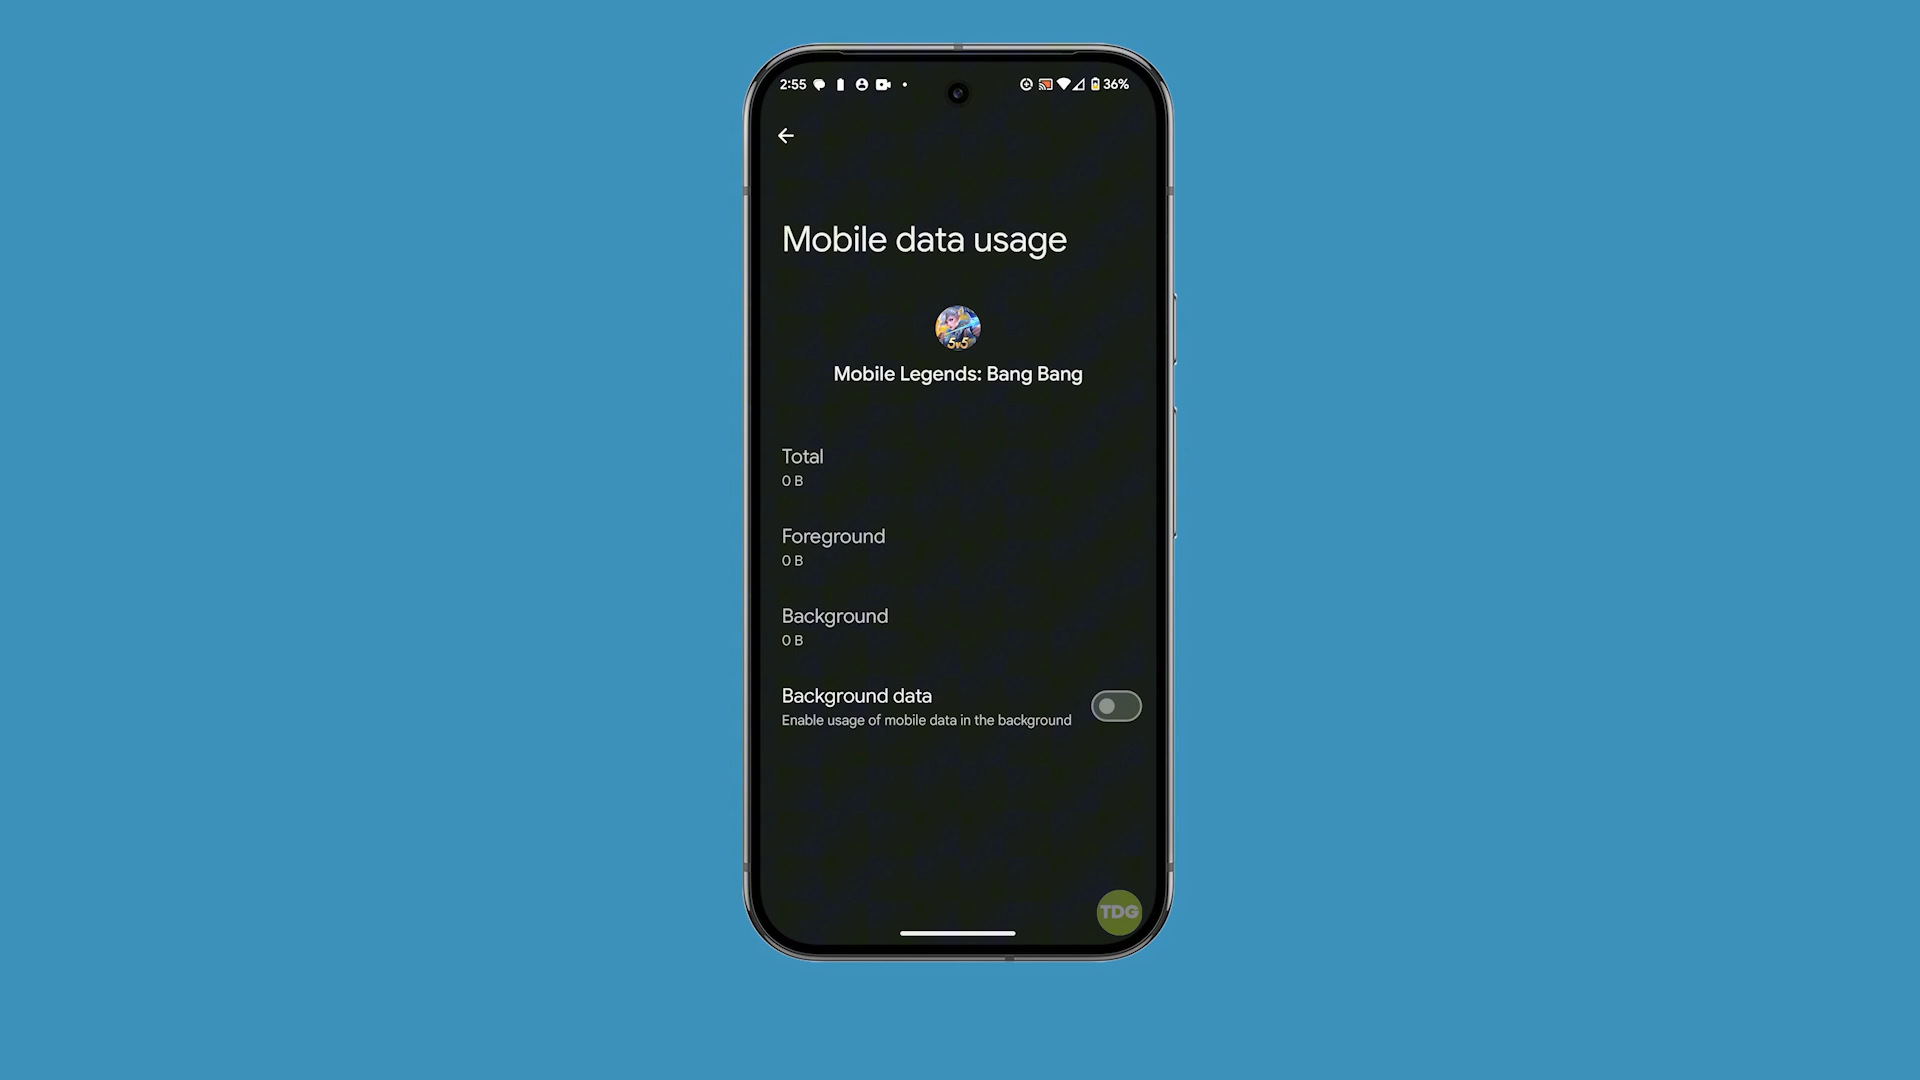 2:55
36%
Mobile data usage
5v5
Mobile Legends: Bang Bang
Total
0 B
Foreground
0 B
Background
0 B
Background data
Enable usage of mobile data in the background
TDG